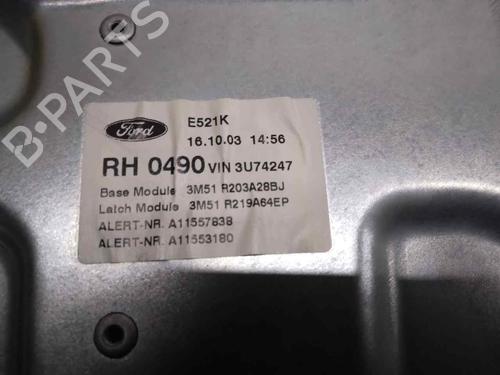 Ford
E521K
16.10.03 14:56
RH 0490 VIN 3U74247
Base Module 3M51 R203A28BJ
Latch Module 3M51 R219A64EP
ALERT-NR. A11557838
ALERT-NR. A11553180
B-PARTS